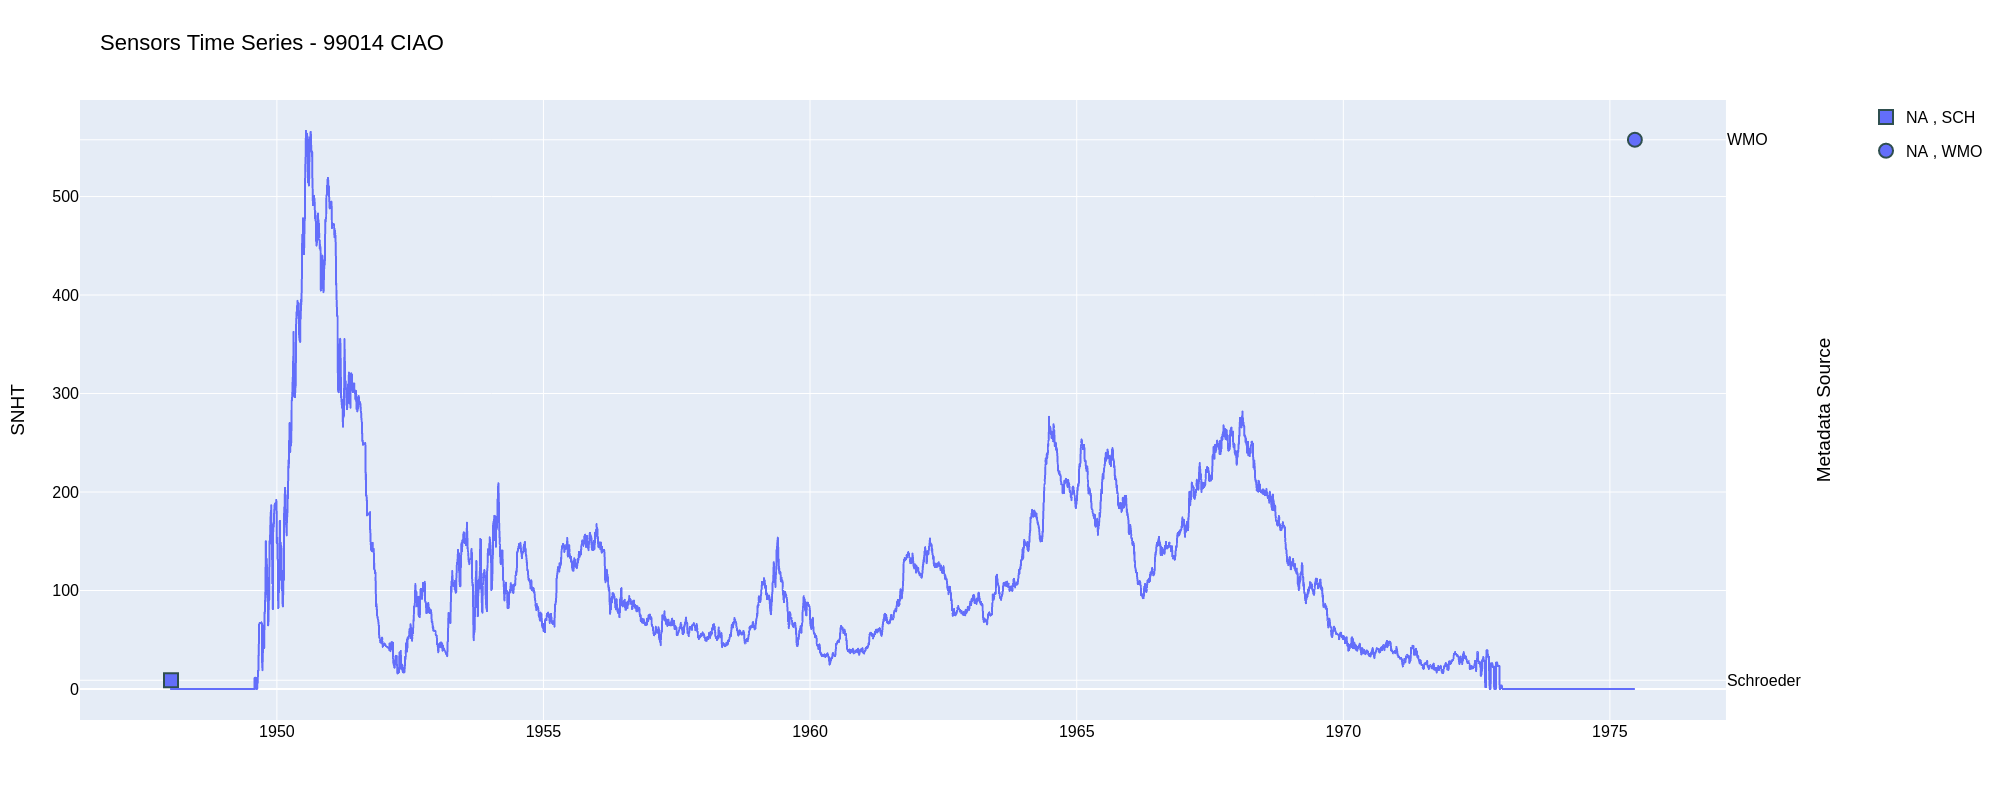 Sensors Time Series - 99014 CIAO
NA , SCH
NA , WMO
WMO
Schroeder
Metadata Source
SNHT
500
400
300
200
100
0
1950 1955 1960 1965 1970 1975